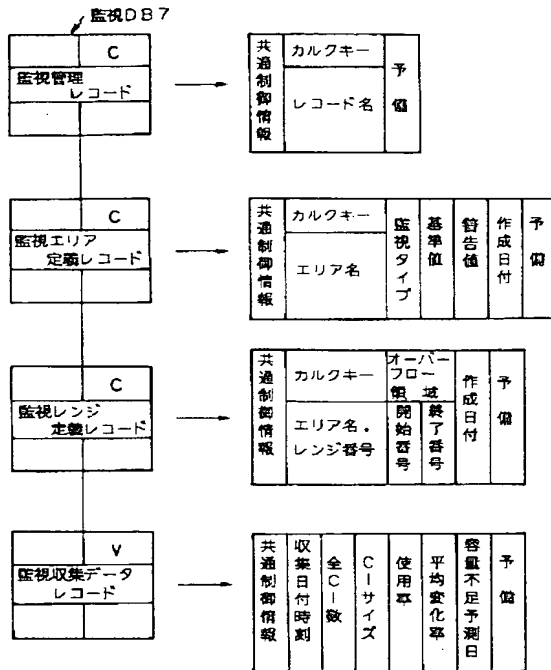 監視DB7
C
監視管理
レコード
共通制御情報
カルクキー
レコード名
予備
C
監視エリア
定義レコード
共通制御情報
カルクキー
エリア名
監視タイプ
基準値
警告値
作成日付
予備
C
監視レンジ
定義レコード
共通制御情報
カルクキー
エリア名・
レンジ番号
オーバー
フロー
領域
開始番号
終了番号
作成日付
予備
V
監視収集データ
レコード
共通制御情報
収集日付時刻
全CI数
CIサイズ
使用率
平均変化率
容量不足予測日
予備